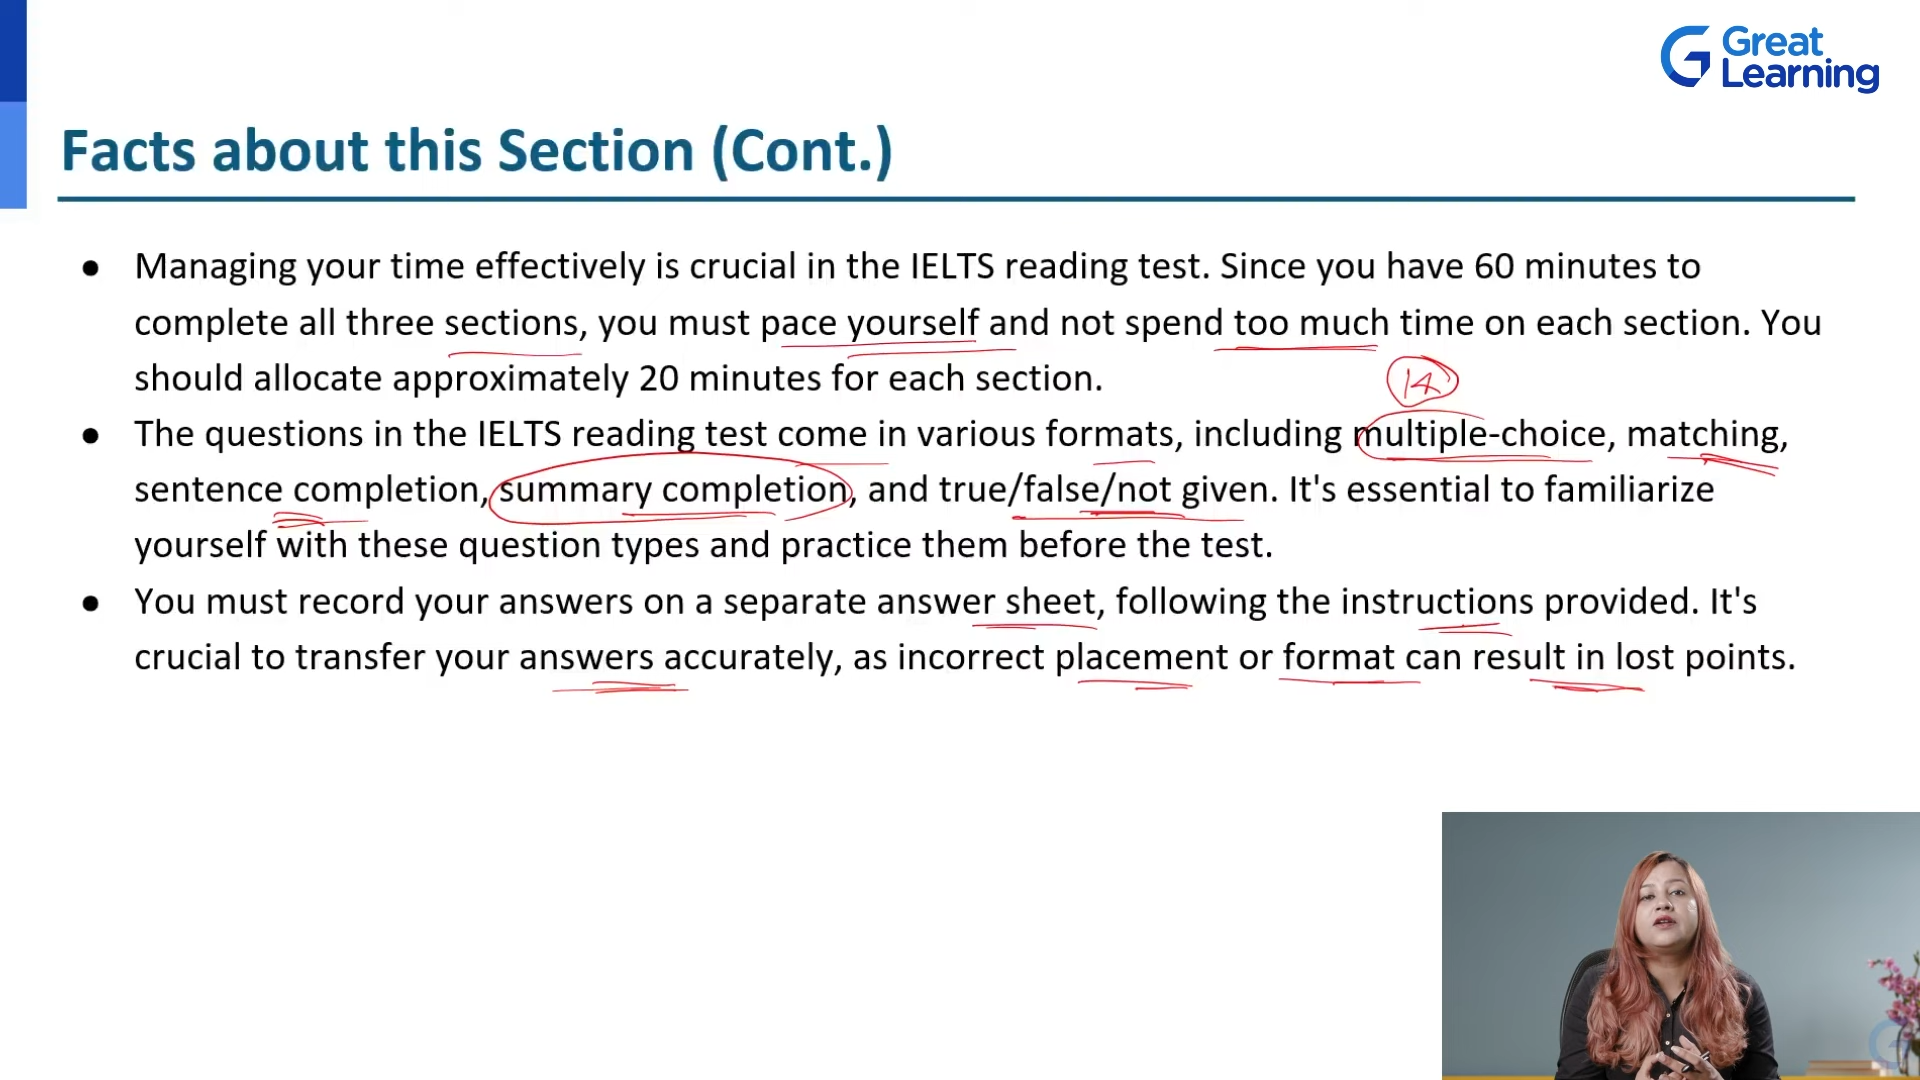 Great
Learning
Facts about this Section (Cont.)
● Managing your time effectively is crucial in the IELTS reading test. Since you have 60 minutes to
complete all three sections, you must pace yourself and not spend too much time on each section. You
should allocate approximately 20 minutes for each section.
14
● The questions in the IELTS reading test come in various formats, including multiple-choice, matching,
sentence completion, summary completion, and true/false/not given. It's essential to familiarize
yourself with these question types and practice them before the test.
● You must record your answers on a separate answer sheet, following the instructions provided. It's
crucial to transfer your answers accurately, as incorrect placement or format can result in lost points.